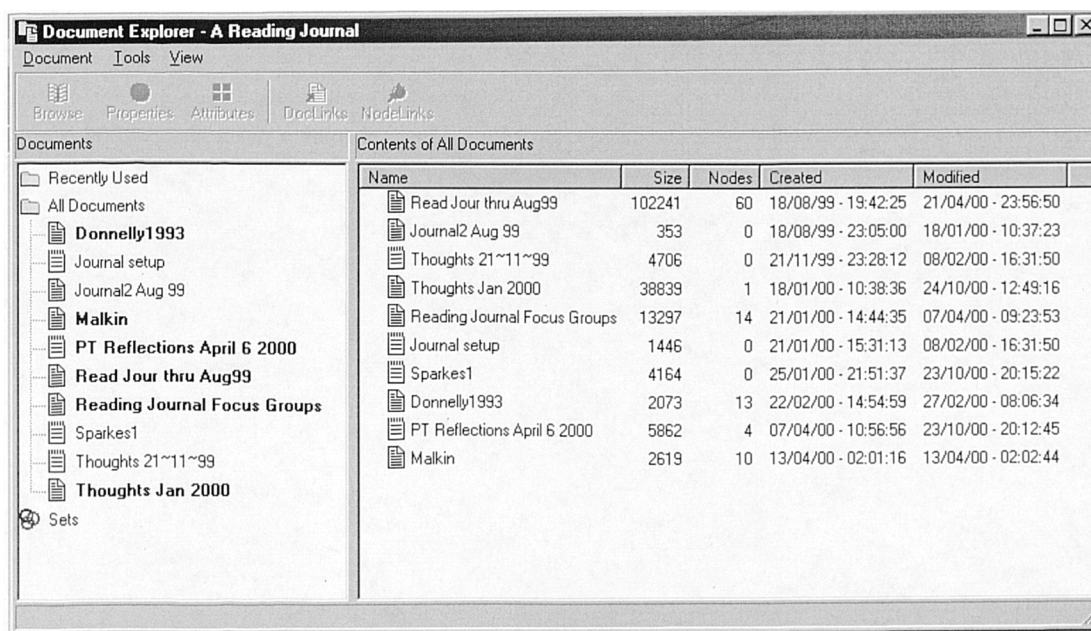 Document Explorer - A Reading Journal
Document Tools View
Browse Properties Attributes DocLinks NodeLinks
Documents
Recently Used
All Documents
Donnelly1993
Journal setup
Journal2 Aug 99
Malkin
PT Reflections April 6 2000
Read Jour thru Aug99
Reading Journal Focus Groups
Sparkes1
Thoughts 21~11~99
Thoughts Jan 2000
Sets
Contents of All Documents
Name Size Nodes Created Modified
Read Jour thru Aug99 102241 60 18/08/99 - 19:42:25 21/04/00 - 23:56:50
Journal2 Aug 99 353 0 18/08/99 - 23:05:00 18/01/00 - 10:37:23
Thoughts 21~11~99 4706 0 21/11/99 - 23:28:12 08/02/00 - 16:31:50
Thoughts Jan 2000 38839 1 18/01/00 - 10:38:36 24/10/00 - 12:49:16
Reading Journal Focus Groups 13297 14 21/01/00 - 14:44:35 07/04/00 - 09:23:53
Journal setup 1446 0 21/01/00 - 15:31:13 08/02/00 - 16:31:50
Sparkes1 4164 0 25/01/00 - 21:51:37 23/10/00 - 20:15:22
Donnelly1993 2073 13 22/02/00 - 14:54:59 27/02/00 - 08:06:34
PT Reflections April 6 2000 5862 4 07/04/00 - 10:56:56 23/10/00 - 20:12:45
Malkin 2619 10 13/04/00 - 02:01:16 13/04/00 - 02:02:44